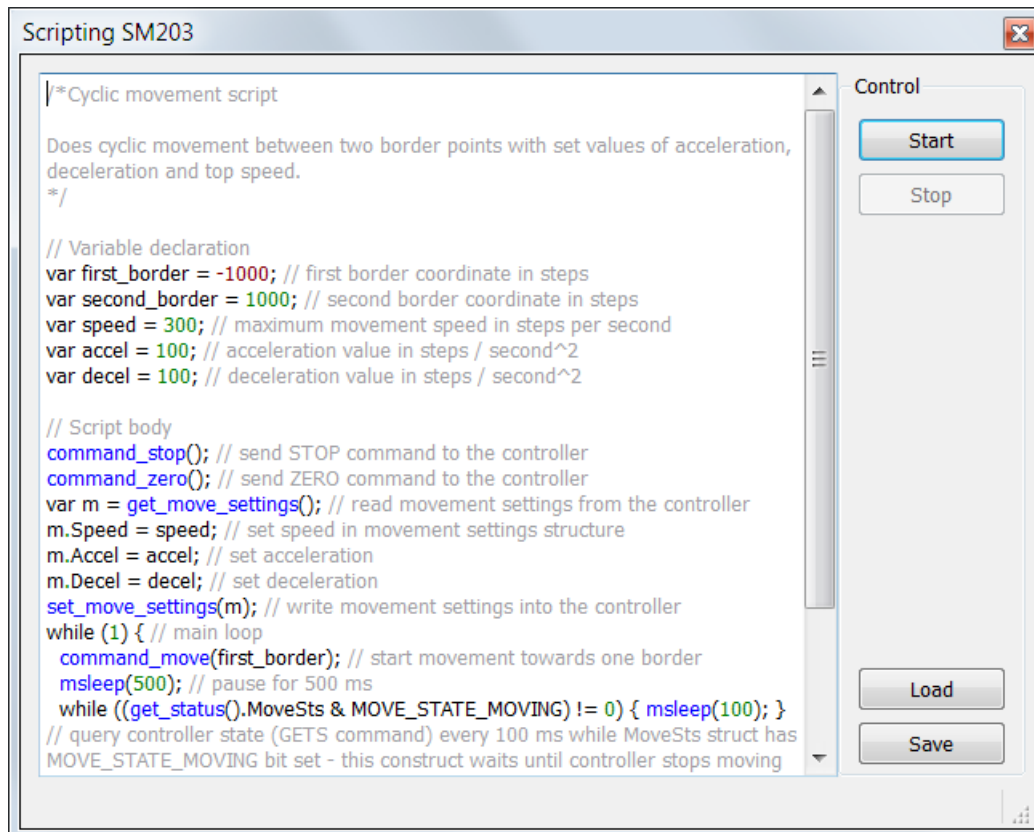 Scripting SM203
/*Cyclic movement script
Does cyclic movement between two border points with set values of acceleration,
deceleration and top speed.
*/
// Variable declaration
var first_border = -1000; // first border coordinate in steps
var second_border = 1000; // second border coordinate in steps
var speed = 300; // maximum movement speed in steps per second
var accel = 100; // acceleration value in steps / second^2
var decel = 100; // deceleration value in steps / second^2
// Script body
command_stop(); // send STOP command to the controller
command_zero(); // send ZERO command to the controller
var m = get_move_settings(); // read movement settings from the controller
m.Speed = speed; // set speed in movement settings structure
m.Accel = accel; // set acceleration
m.Decel = decel; // set deceleration
set_move_settings(m); // write movement settings into the controller
while (1) { // main loop
command_move(first_border); // start movement towards one border
msleep(500); // pause for 500 ms
while ((get_status().MoveSts & MOVE_STATE_MOVING) != 0) { msleep(100); }
// query controller state (GETS command) every 100 ms while MoveSts struct has
MOVE_STATE_MOVING bit set - this construct waits until controller stops moving
Control
Start
Stop
Load
Save